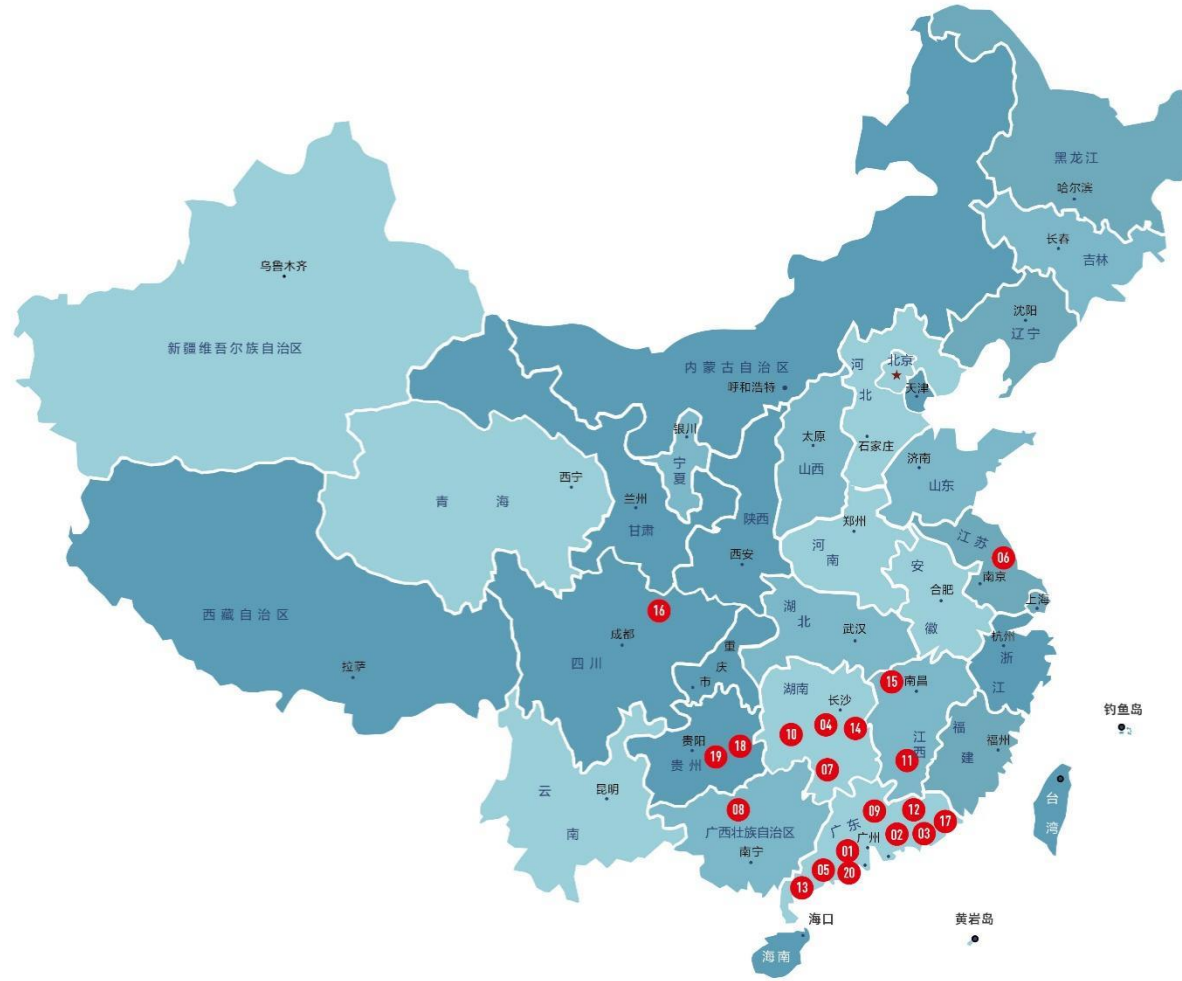 黑龙江
哈尔滨
长春
吉林
沈阳
辽宁
乌鲁木齐
新疆维吾尔族自治区
内蒙古自治区
呼和浩特
河
北
北京
天津
石家庄
太原
山西
济南
山东
银川
宁
夏
西宁
青 海
兰州
甘肃
陕西
西安
郑州
河
南
江苏
06
南京
上海
安
合肥
徽
湖
北
武汉
杭州
浙
江
西藏自治区
拉萨
16
成都
四川
重
庆
市
湖南
长沙
04
14
10
07
15
南昌
江
西
11
福
建
福州
钓鱼岛
台
湾
贵阳
18
19
贵州
云
南
昆明
08
广西壮族自治区
南宁
09
12
17
广东
广州
02
03
01
05
20
13
海口
海南
黄岩岛